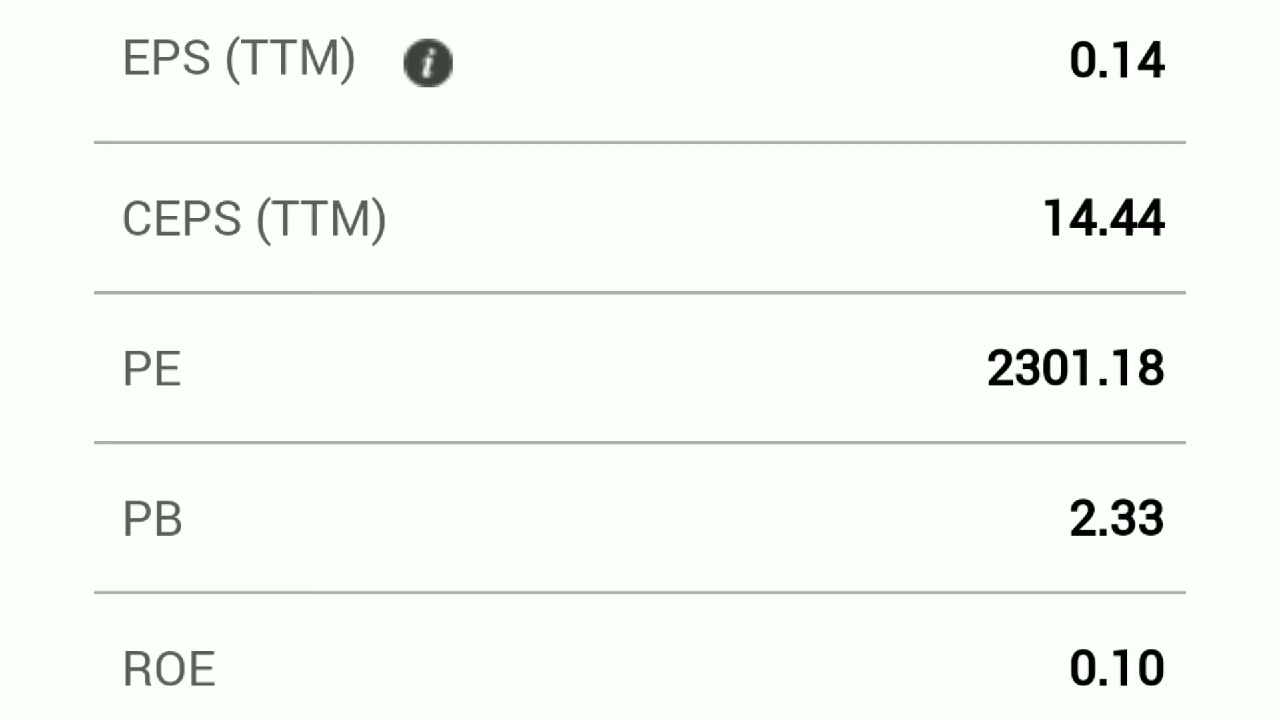 EPS (TTM) i 0.14
CEPS (TTM) 14.44
PE 2301.18
PB 2.33
ROE 0.10